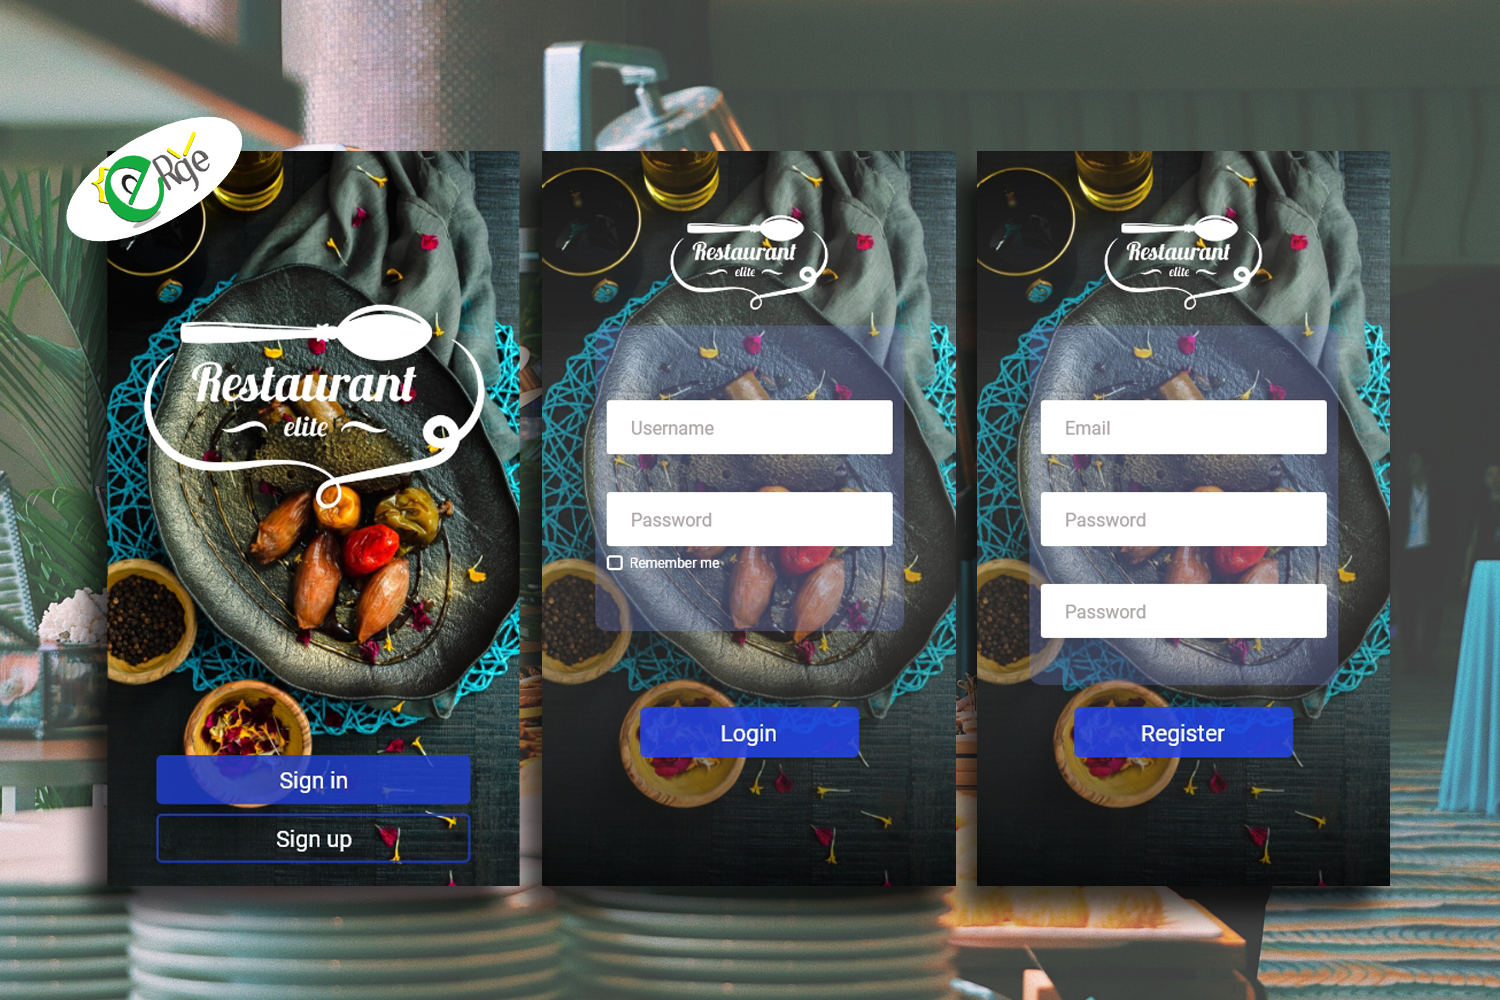 eRge
Restaurant
elite
Sign in
Sign up
Restaurant
elite
Username
Password
Remember me
Login
Restaurant
elite
Email
Password
Password
Register